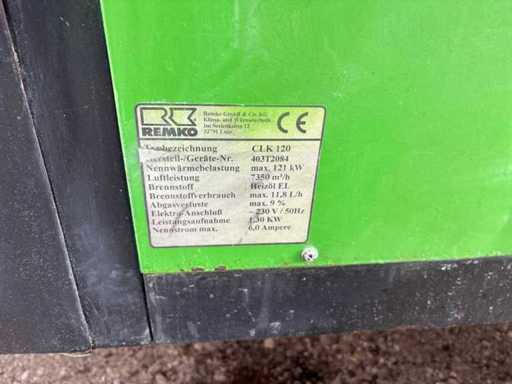 REMKO
Remko GmbH & Co. KG
Klima- und Wärmetechnik
Im Seelenkamp 12
32791 Lage
CE
Typbezeichnung CLK 120
Herstell-/Geräte-Nr. 403T2084
Nennwärmebelastung max. 121 kW
Luftleistung 7350 m³/h
Brennstoff Heizöl EL
Brennstoffverbrauch max. 11,8 L/h
Abgasverluste max. 9 %
Elektro-Anschluß ~ 230 V / 50Hz
Leistungsaufnahme 1,30 KW
Nennstrom max. 6,0 Ampere